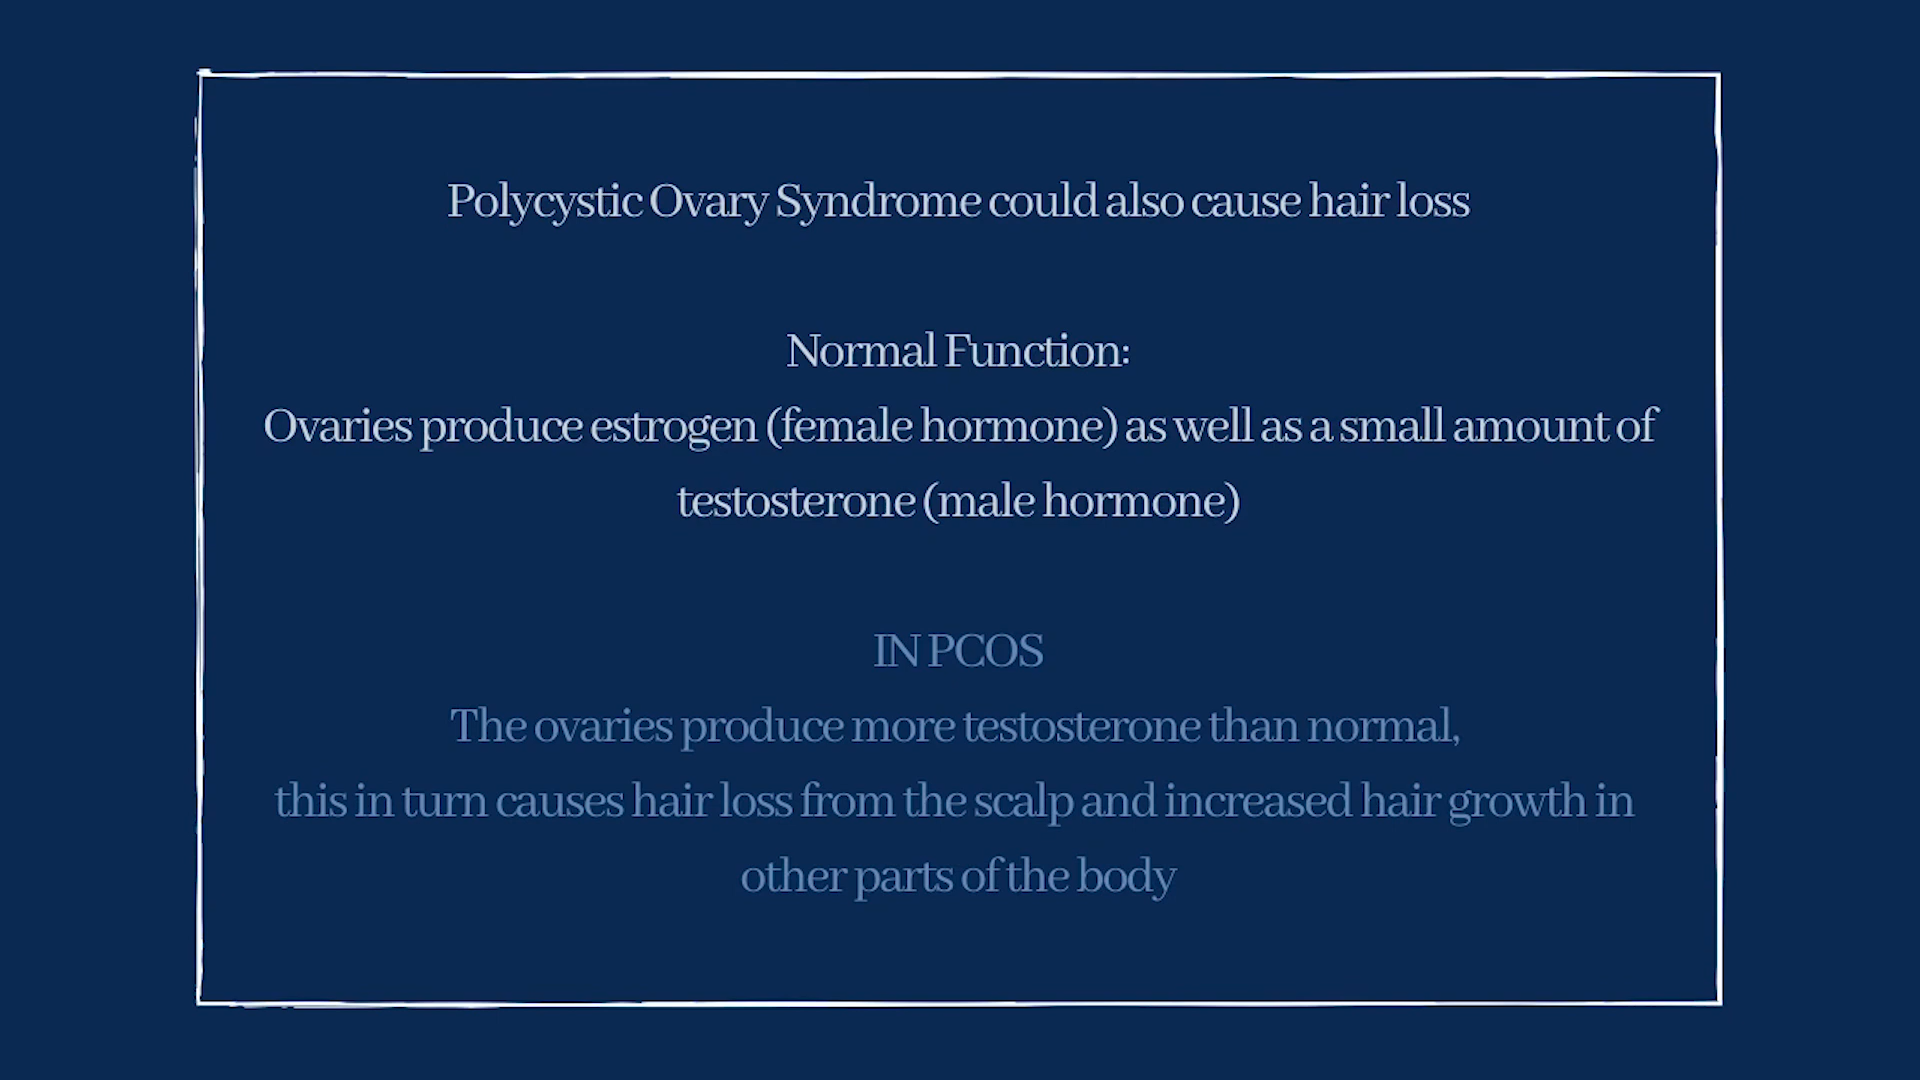 Polycystic Ovary Syndrome could also cause hair loss
Normal Function:
Ovaries produce estrogen (female hormone) as well as a small amount of
testosterone (male hormone)
IN PCOS
The ovaries produce more testosterone than normal,
this in turn causes hair loss from the scalp and increased hair growth in
other parts of the body